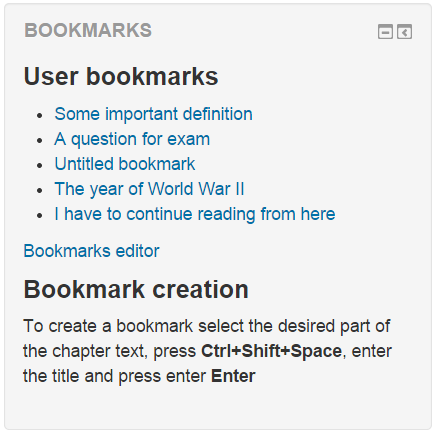 BOOKMARKS
User bookmarks
Some important definition
A question for exam
Untitled bookmark
The year of World War II
I have to continue reading from here
Bookmarks editor
Bookmark creation
To create a bookmark select the desired part of
the chapter text, press Ctrl+Shift+Space, enter
the title and press enter Enter